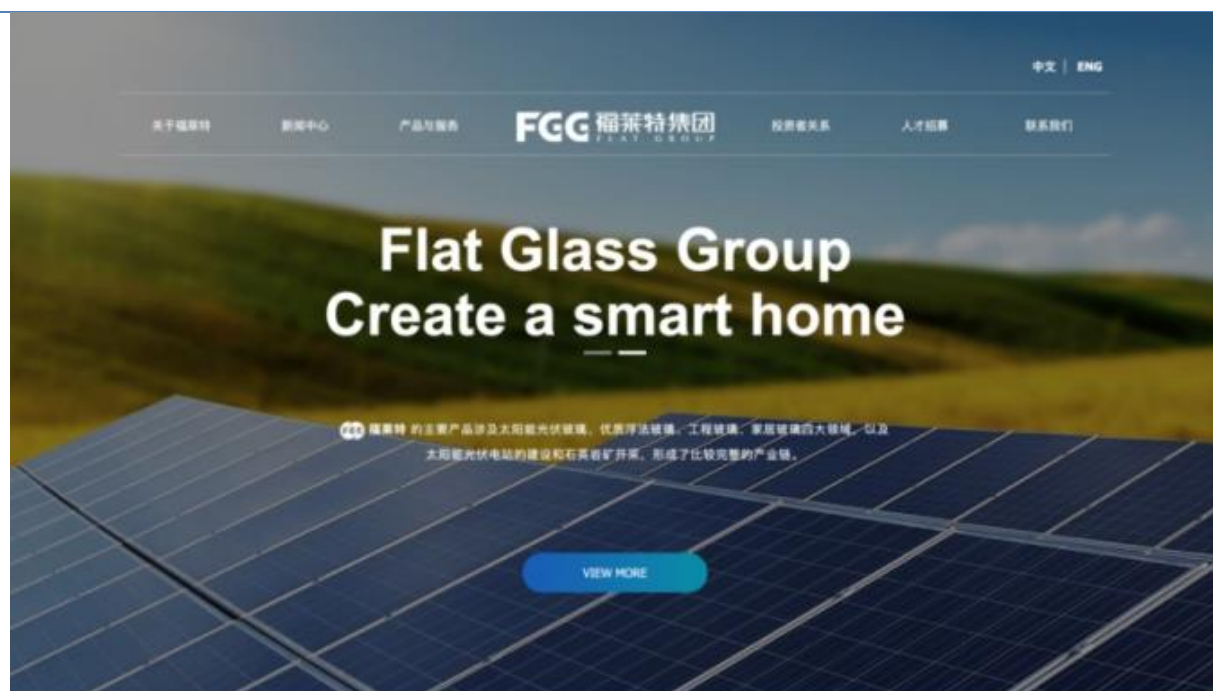 中文 | ENG
关于福莱特 新闻中心 产品与服务 FGG 福莱特集团 投资者关系 人才招募 联系我们
FLAT GROUP
Flat Glass Group
Create a smart home
FGG 福莱特 的主要产品涉及太阳能光伏玻璃、优质浮法玻璃、工程玻璃、家居玻璃四大领域，以及
太阳能光伏电站的建设和石英岩矿开采，形成了比较完整的产业链。
VIEW MORE